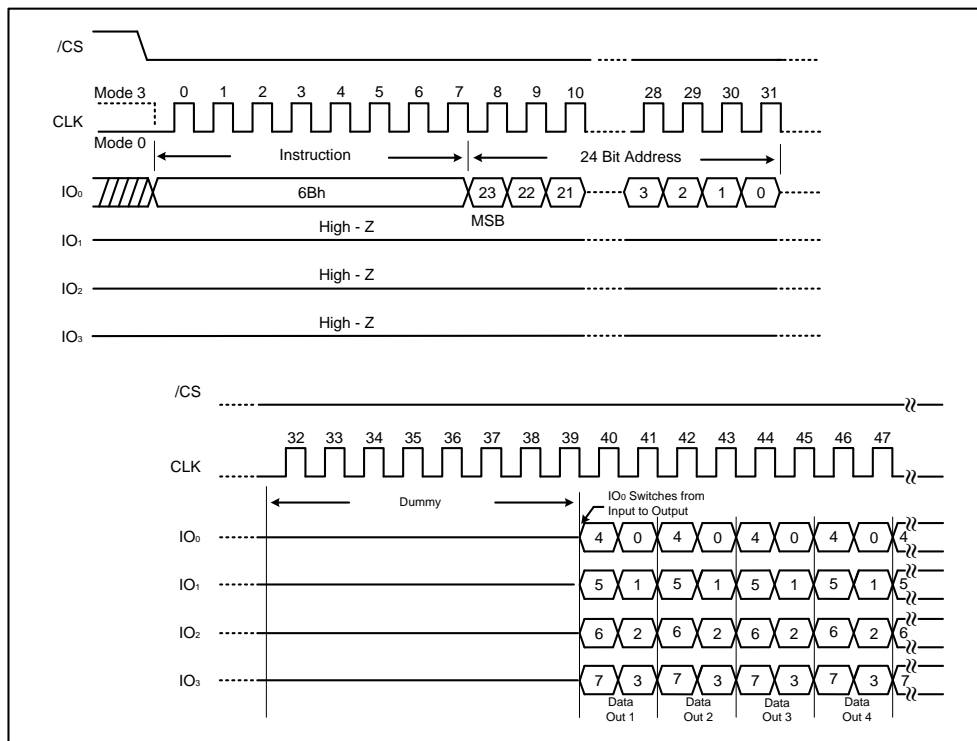 /CS
Mode 3 0 1 2 3 4 5 6 7 8 9 10 28 29 30 31
CLK
Mode 0
Instruction 24 Bit Address
IO₀ 6Bh 23 22 21 3 2 1 0
MSB
High - Z
IO₁
High - Z
IO₂
High - Z
IO₃
/CS
32 33 34 35 36 37 38 39 40 41 42 43 44 45 46 47
CLK
Dummy
IO₀ Switches from
Input to Output
IO₀ 4 0 4 0 4 0 4 0 4
IO₁ 5 1 5 1 5 1 5 1 5
IO₂ 6 2 6 2 6 2 6 2 6
IO₃ 7 3 7 3 7 3 7 3 7
Data Data Data Data
Out 1 Out 2 Out 3 Out 4